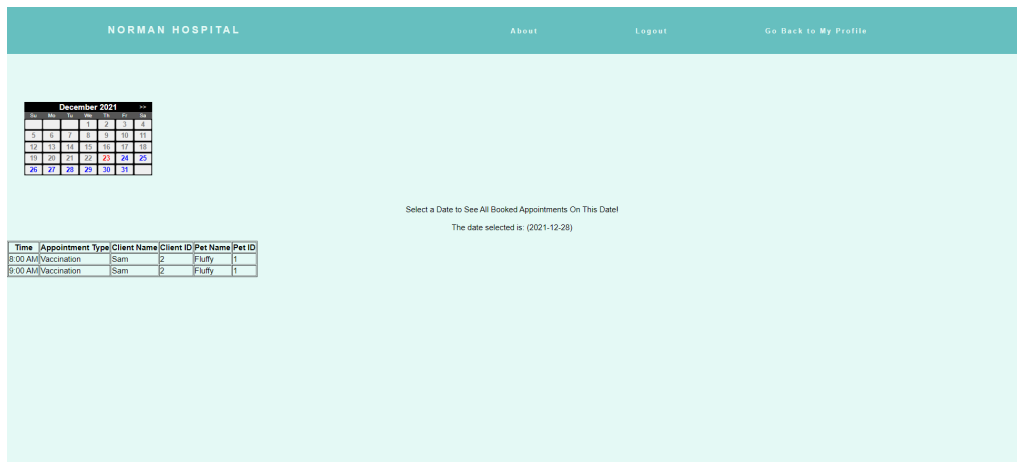 NORMAN HOSPITAL About Logout Go Back to My Profile
December 2021 >>
Su Mo Tu We Th Fr Sa
1 2 3 4
5 6 7 8 9 10 11
12 13 14 15 16 17 18
19 20 21 22 23 24 25
26 27 28 29 30 31
Select a Date to See All Booked Appointments On This Date!
The date selected is: (2021-12-28)
Time Appointment Type Client Name Client ID Pet Name Pet ID
8:00 AM Vaccination Sam 2 Fluffy 1
9:00 AM Vaccination Sam 2 Fluffy 1